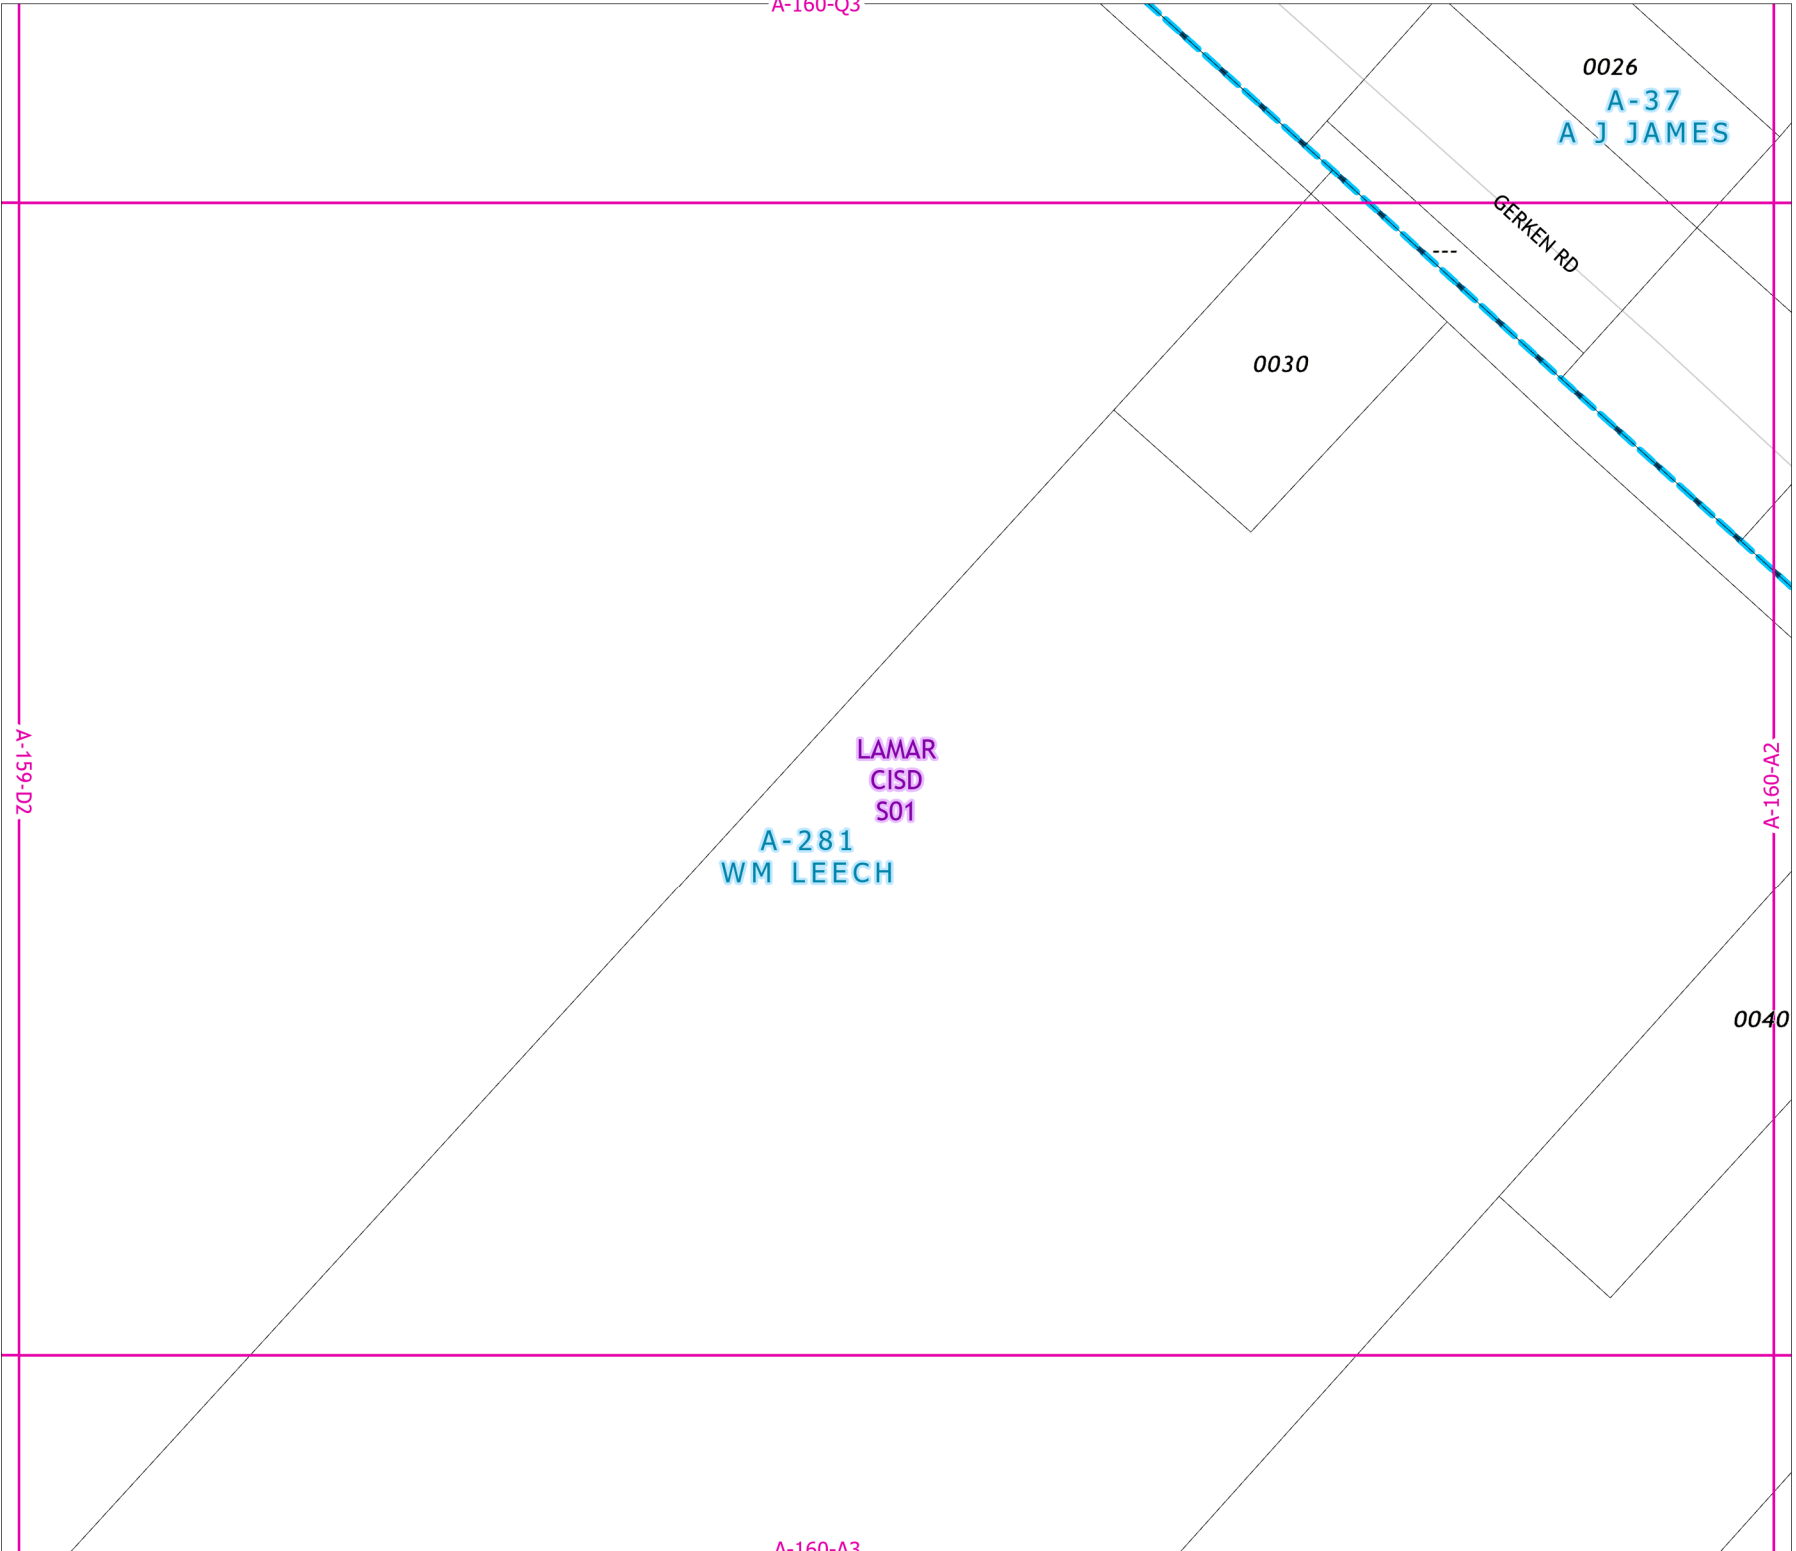 A-160-Q3
0026
A-37
A J JAMES
GERKEN RD
---
0030
LAMAR
CISD
S01
A-281
WM LEECH
A-159-D2
A-160-A2
0040
A-160-A3